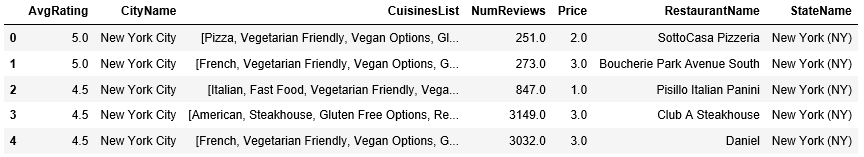 AvgRating CityName CuisinesList NumReviews Price RestaurantName StateName
0 5.0 New York City [Pizza, Vegetarian Friendly, Vegan Options, Gl... 251.0 2.0 SottoCasa Pizzeria New York (NY)
1 5.0 New York City [French, Vegetarian Friendly, Vegan Options, G... 273.0 3.0 Boucherie Park Avenue South New York (NY)
2 4.5 New York City [Italian, Fast Food, Vegetarian Friendly, Vega... 847.0 1.0 Pisillo Italian Panini New York (NY)
3 4.5 New York City [American, Steakhouse, Gluten Free Options, Re... 3149.0 3.0 Club A Steakhouse New York (NY)
4 4.5 New York City [French, Vegetarian Friendly, Vegan Options, G... 3032.0 3.0 Daniel New York (NY)